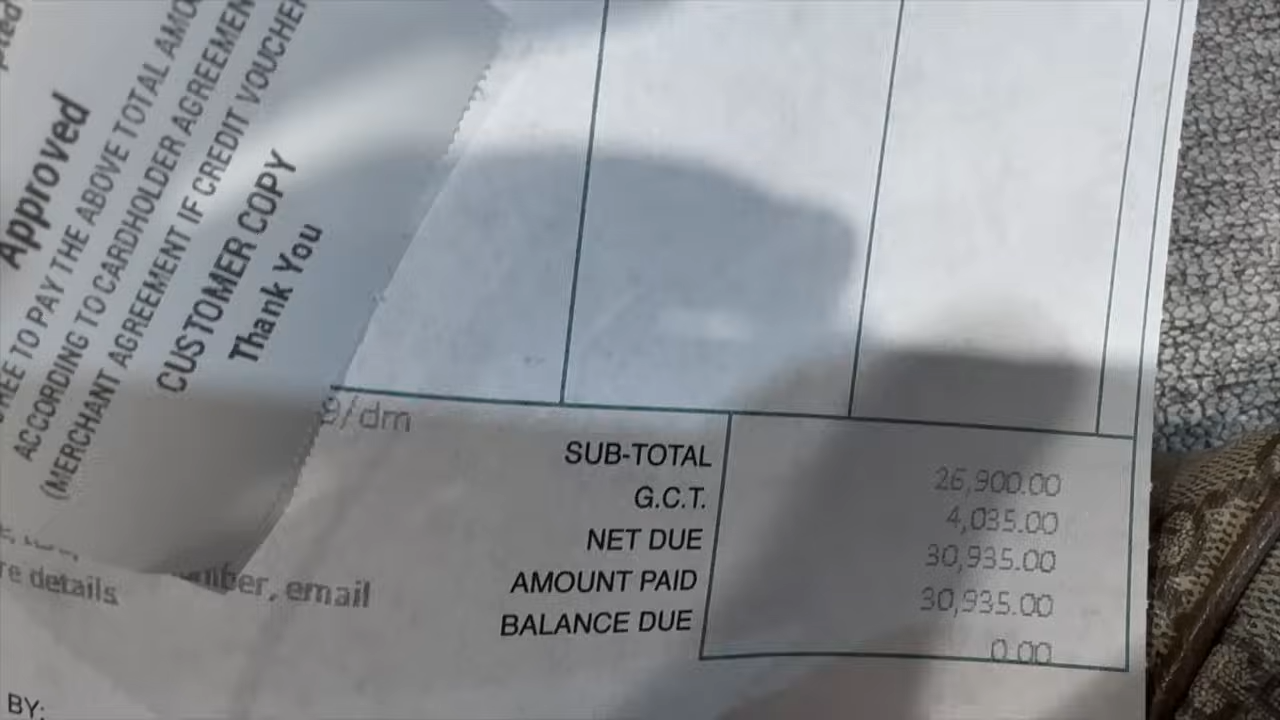 Approved
REE TO PAY THE ABOVE TOTAL AMO
ACCORDING TO CARDHOLDER AGREEMEN
(MERCHANT AGREEMENT IF CREDIT VOUCHER
CUSTOMER COPY
Thank You
9/dm
SUB-TOTAL 26,900.00
G.C.T. 4,035.00
NET DUE 30,935.00
AMOUNT PAID 30,935.00
BALANCE DUE 0.00
email
re details
BY: